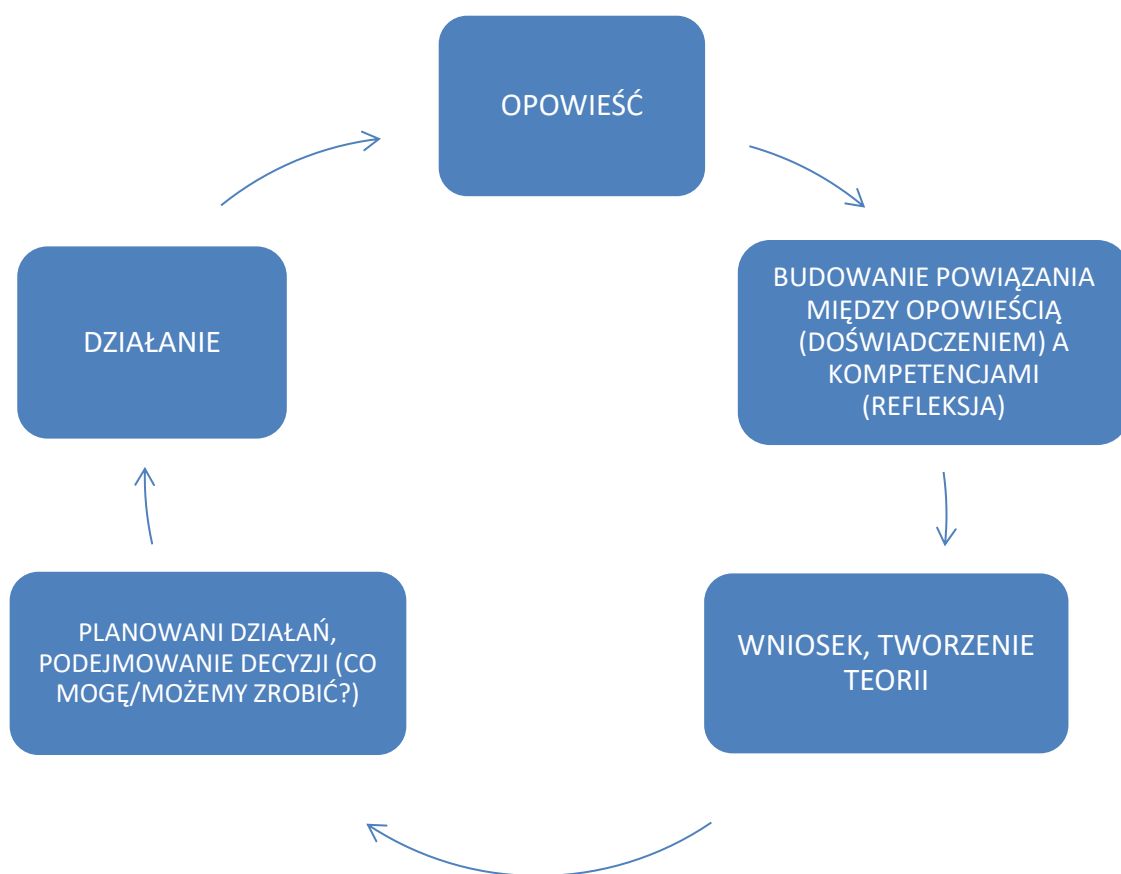 OPOWIEŚĆ
BUDOWANIE POWIĄZANIA
MIĘDZY OPOWIEŚCIĄ
(DOŚWIADCZENIEM) A
KOMPETENCJAMI
(REFLEKSJA)
WNIOSEK, TWORZENIE
TEORII
PLANOWANI DZIAŁAŃ,
PODEJMOWANIE DECYZJI (CO
MOGĘ/MOŻEMY ZROBIĆ?)
DZIAŁANIE